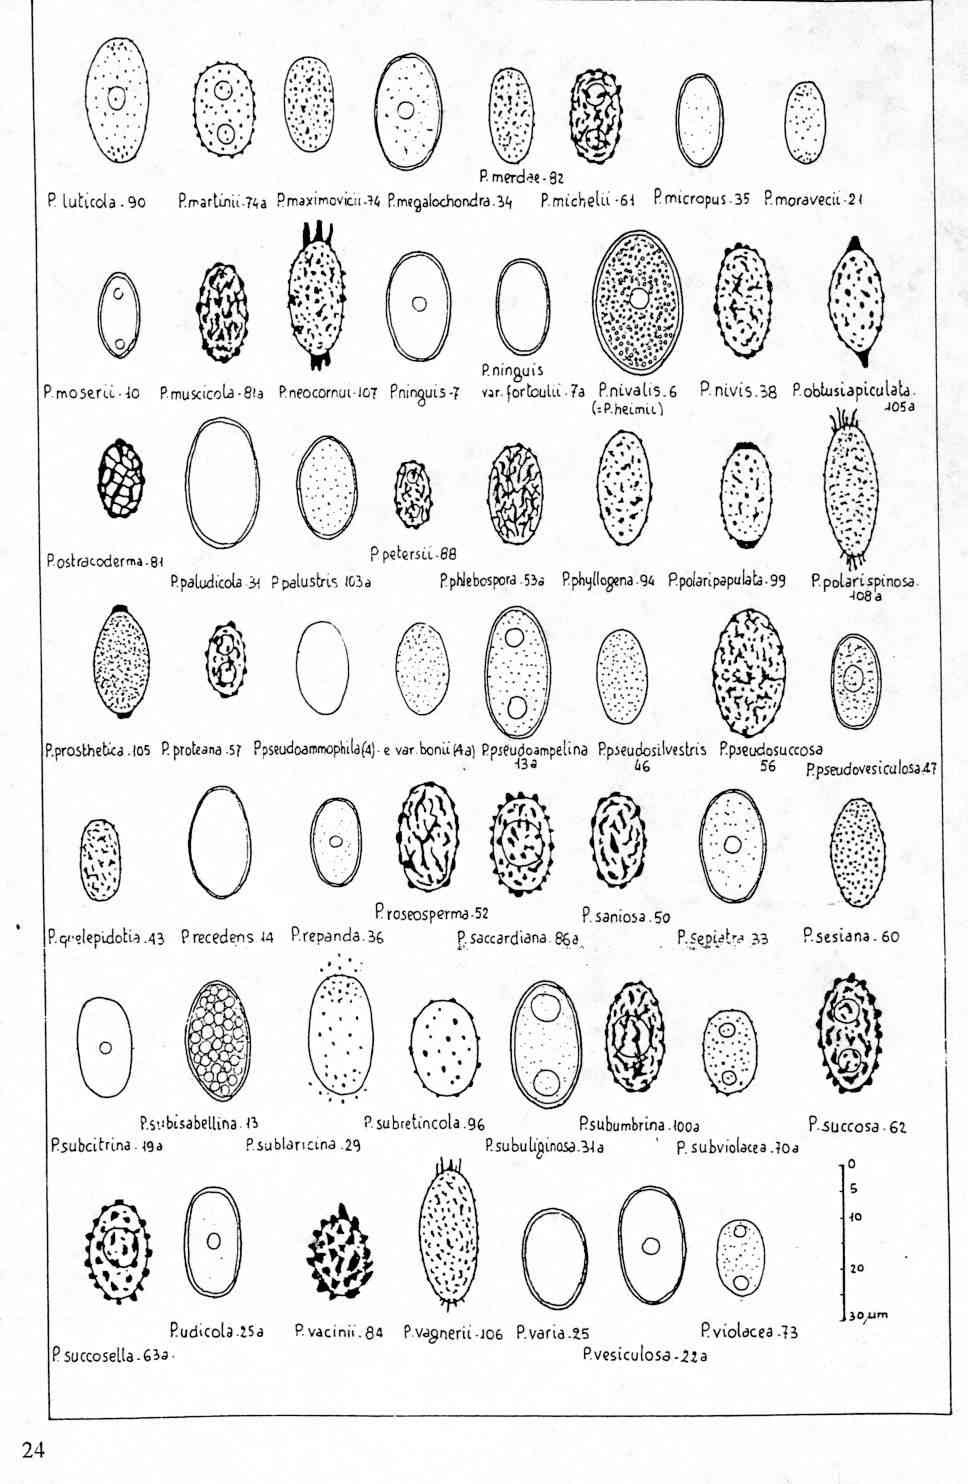 P. merdae-82
P. luticola.90 P.martinii.74a P.maximovicii.74 P.megalochondra.34 P.michelii-61 P.micropus.35 P.moravecii-21
P.ninguis
P.moserii-10 P.muscicola-81a P.neocornui-107 P.ninguis-7 var. fortoulii.7a P.nivalis.6 P.nivis.38 P.obtusiapiculata.
(=P.heimii) 105a
P.ostracoderma-81 P.petersii-88
P.paludicola 31 P.palustris 103a P.phlebospora.53a P.phyllogena.94 P.polaripapulata.99 P.polarispinosa.
108a
P.prosthetica.105 P.proteana.57 P.pseudoammophila(4)-e var.bonii(4a) P.pseudoampelina P.pseudosilvestris P.pseudosuccosa
13a 46 56 P.pseudovesiculosa.47
P.roseosperma.52 P.saniosa.50
43 P.recedens 14 P.repanda.36 P.saccardiana.86a P.sepiatra 33 P.sesiana.60
P.subisabellina.13 P.subretincola.96 P.subumbrina.100a P.succosa.62
P.subcitrina.19a P.sublaricina.29 P.subuliginosa.31a P.subviolacea.70a
0
5
10
20
30 µm
P.udicola.25a P.vacinii.84 P.vagnerii-106 P.varia.25 P.violacea-73
P.succosella.63a. P.vesiculosa-22a
24